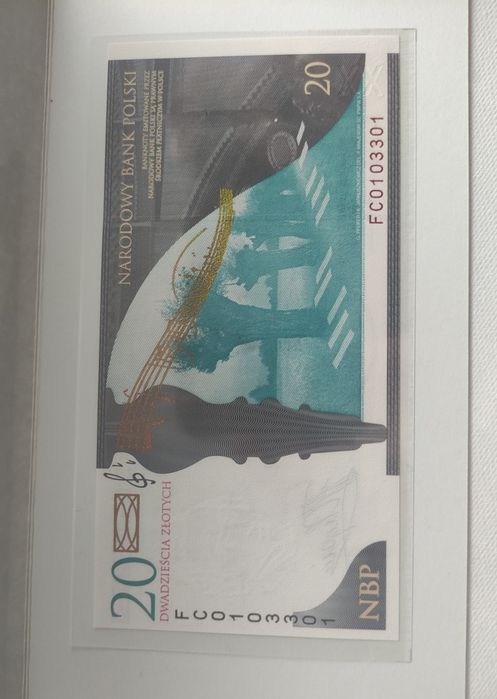 NARODOWY BANK POLSKI
BANKNOTY EMITOWANE PRZEZ
NARODOWY BANK POLSKI SĄ PRAWNYM
ŚRODKIEM PŁATNICZYM W POLSCE
20
FC0103301
20
DWADZIEŚCIA ZŁOTYCH
FC0103301
NBP